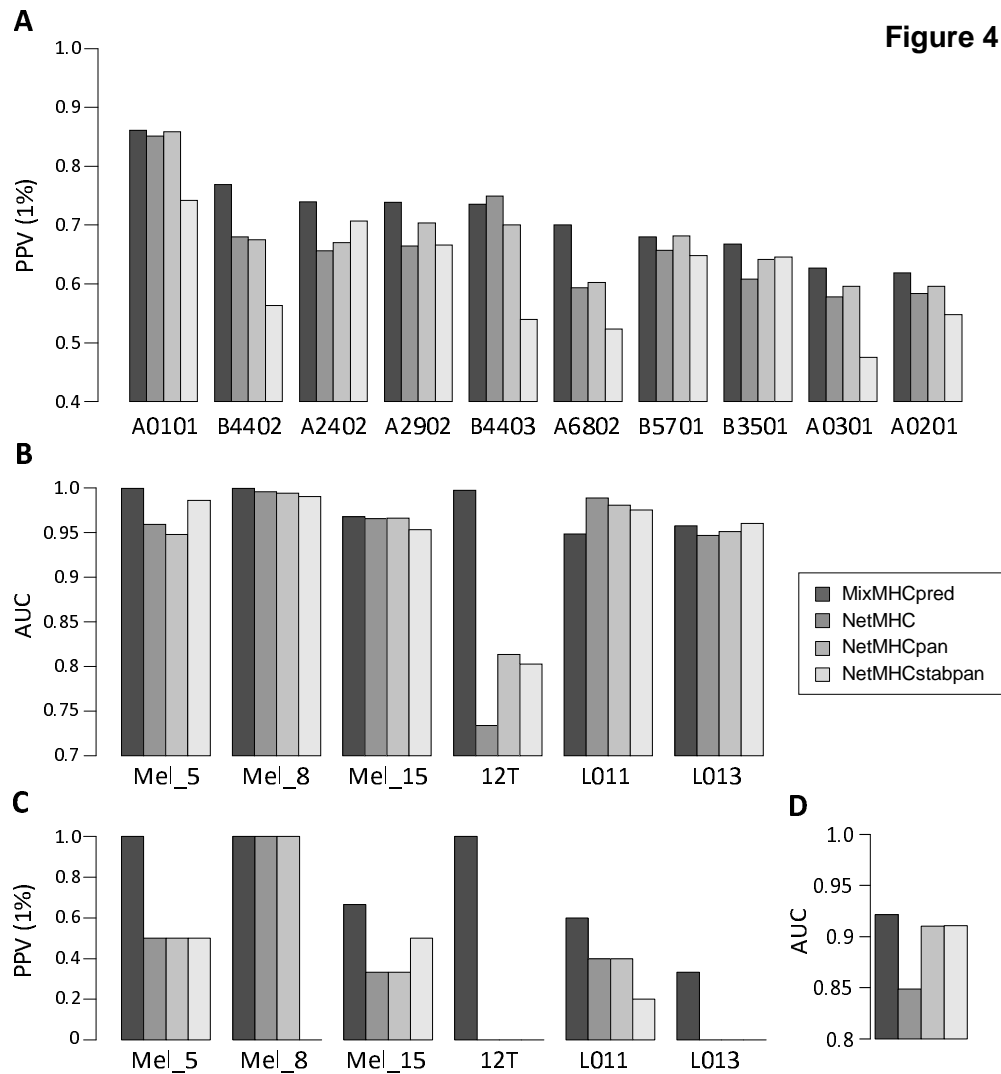 A
Figure 4
1.0
0.9
0.8
0.7
0.6
0.5
0.4
PPV (1%)
A0101 B4402 A2402 A2902 B4403 A6802 B5701 B3501 A0301 A0201
B
1.0
0.95
0.9
0.85
0.8
0.75
0.7
AUC
Mel_5 Mel_8 Mel_15 12T L011 L013
MixMHCpred
NetMHC
NetMHCpan
NetMHCstabpan
C
1.0
0.8
0.6
0.4
0.2
0
PPV (1%)
Mel_5 Mel_8 Mel_15 12T L011 L013
D
1.0
0.95
0.9
0.85
0.8
AUC